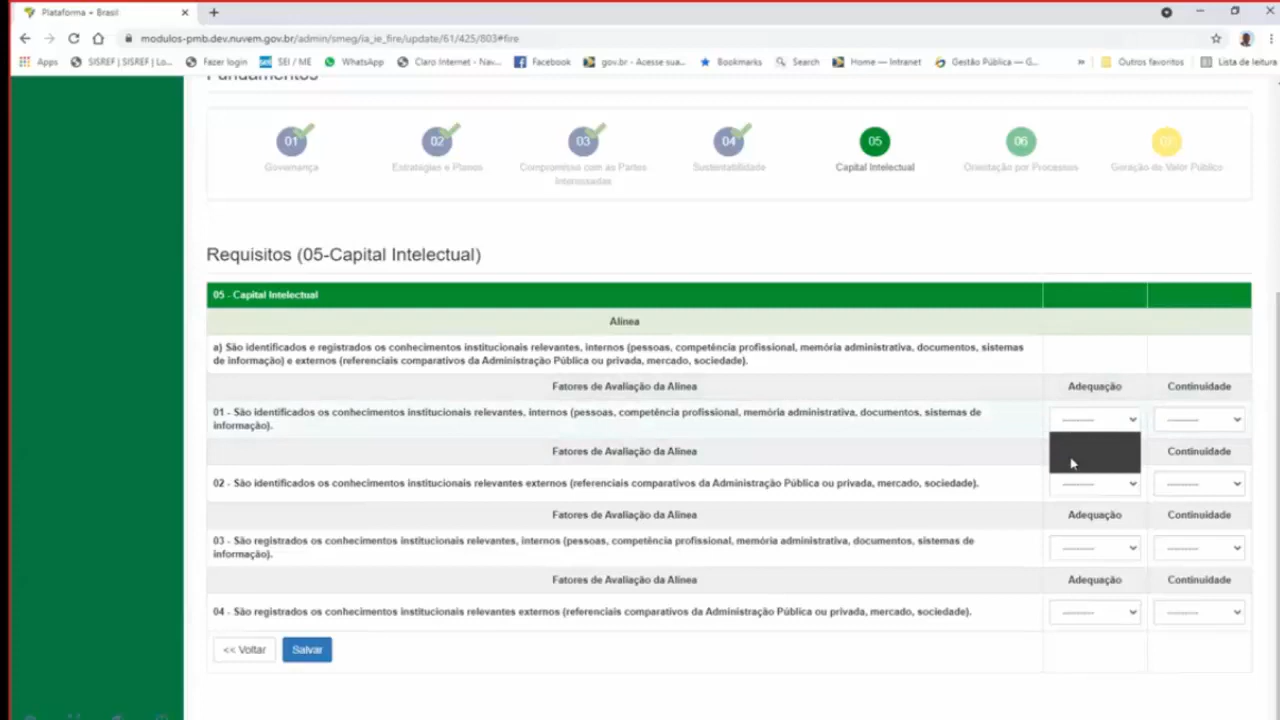 Plataforma + Brasil
modulos-pmb.dev.nuvem.gov.br/admin/smeg/ia_ie_fire/update/61/425/803#fire
Apps SISREF | SISREF | Lo... Fazer login SEI / ME WhatsApp Claro Internet - Nav... Facebook gov.br - Acesse sua... Bookmarks Search Home — Intranet Gestão Pública — G... » Outros favoritos Lista de leitura
Fundamentos
01 02 03 04 05 06
Governança Estratégias e Planos Compromisso com as Partes Interessadas Sustentabilidade Capital Intelectual Orientação por Processos Geração de Valor Público
Requisitos (05-Capital Intelectual)
05 - Capital Intelectual
Alínea
a) São identificados e registrados os conhecimentos institucionais relevantes, internos (pessoas, competência profissional, memória administrativa, documentos, sistemas
de informação) e externos (referenciais comparativos da Administração Pública ou privada, mercado, sociedade).
Fatores de Avaliação da Alínea Adequação Continuidade
01 - São identificados os conhecimentos institucionais relevantes, internos (pessoas, competência profissional, memória administrativa, documentos, sistemas de
informação). --------- ---------
Fatores de Avaliação da Alínea Continuidade
02 - São identificados os conhecimentos institucionais relevantes externos (referenciais comparativos da Administração Pública ou privada, mercado, sociedade). --------- ---------
Fatores de Avaliação da Alínea Adequação Continuidade
03 - São registrados os conhecimentos institucionais relevantes, internos (pessoas, competência profissional, memória administrativa, documentos, sistemas de
informação). --------- ---------
Fatores de Avaliação da Alínea Adequação Continuidade
04 - São registrados os conhecimentos institucionais relevantes externos (referenciais comparativos da Administração Pública ou privada, mercado, sociedade). --------- ---------
<< Voltar Salvar